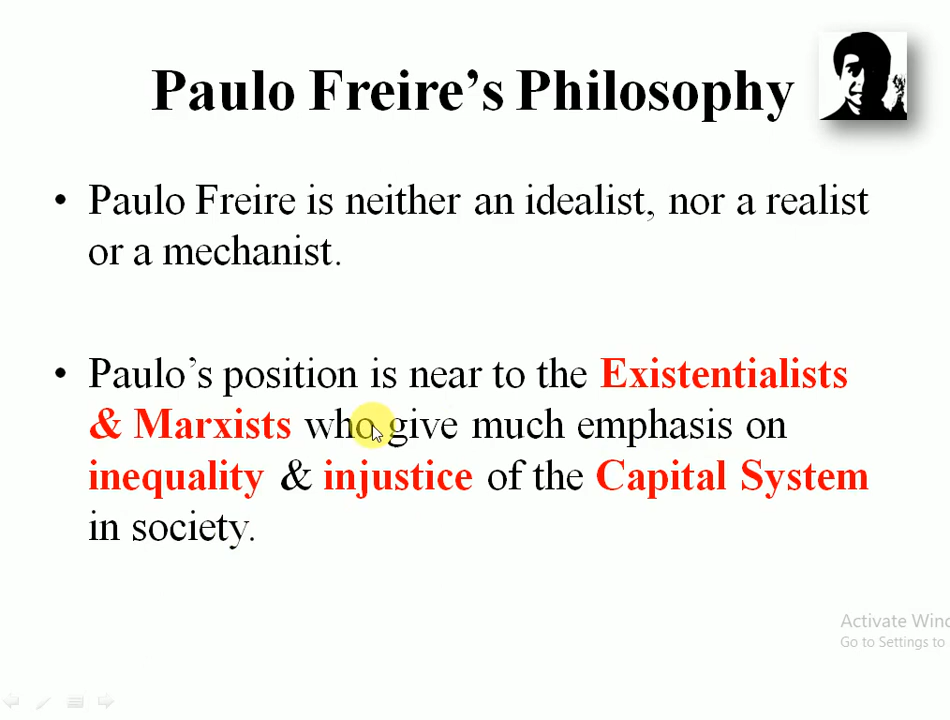 Paulo Freire’s Philosophy
• Paulo Freire is neither an idealist, nor a realist
or a mechanist.
• Paulo’s position is near to the Existentialists
& Marxists who give much emphasis on
inequality & injustice of the Capital System
in society.
Activate Win
Go to Settings to